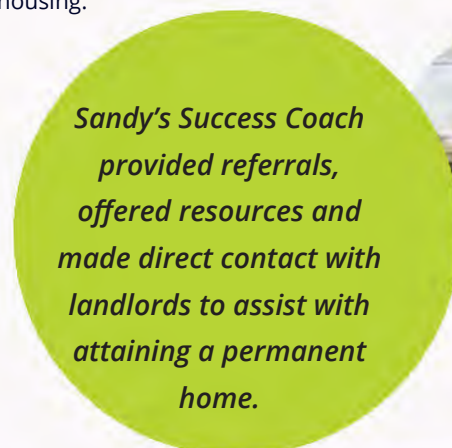 housing.
Sandy’s Success Coach
provided referrals,
offered resources and
made direct contact with
landlords to assist with
attaining a permanent
home.